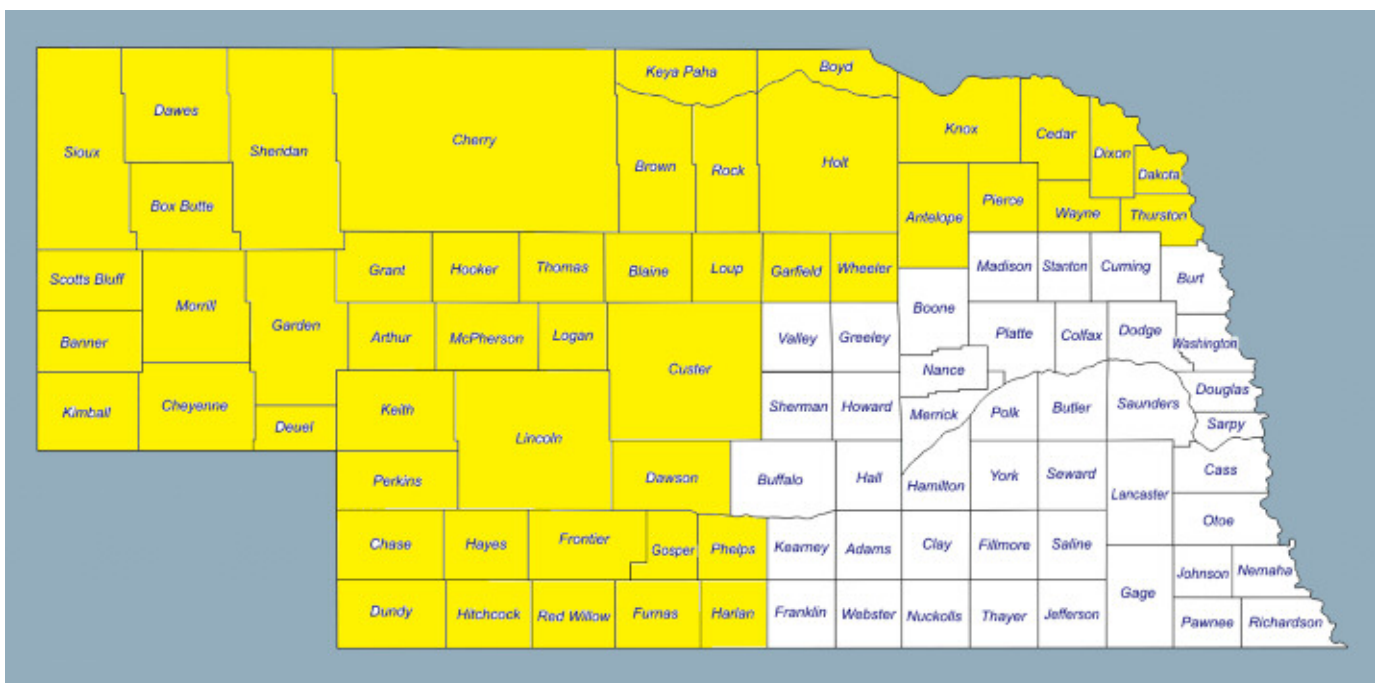 Keya Paha
Boyd
Dawes
Knox
Cedar
Sioux
Sheridan
Cherry
Brown
Rock
Holt
Dixon
Dakota
Box Butte
Antelope
Pierce
Wayne
Thurston
Scotts Bluff
Grant
Hooker
Thomas
Blaine
Loup
Garfield
Wheeler
Madison
Stanton
Cuming
Burt
Morrill
Garden
Boone
Banner
Arthur
McPherson
Logan
Custer
Valley
Greeley
Platte
Colfax
Dodge
Washington
Nance
Kimball
Cheyenne
Deuel
Keith
Lincoln
Sherman
Howard
Merrick
Polk
Butler
Saunders
Douglas
Sarpy
Perkins
Dawson
Buffalo
Hall
Hamilton
York
Seward
Lancaster
Cass
Otoe
Chase
Hayes
Frontier
Gosper
Phelps
Kearney
Adams
Clay
Fillmore
Saline
Johnson
Nemaha
Gage
Dundy
Hitchcock
Red Willow
Furnas
Harlan
Franklin
Webster
Nuckolls
Thayer
Jefferson
Pawnee
Richardson